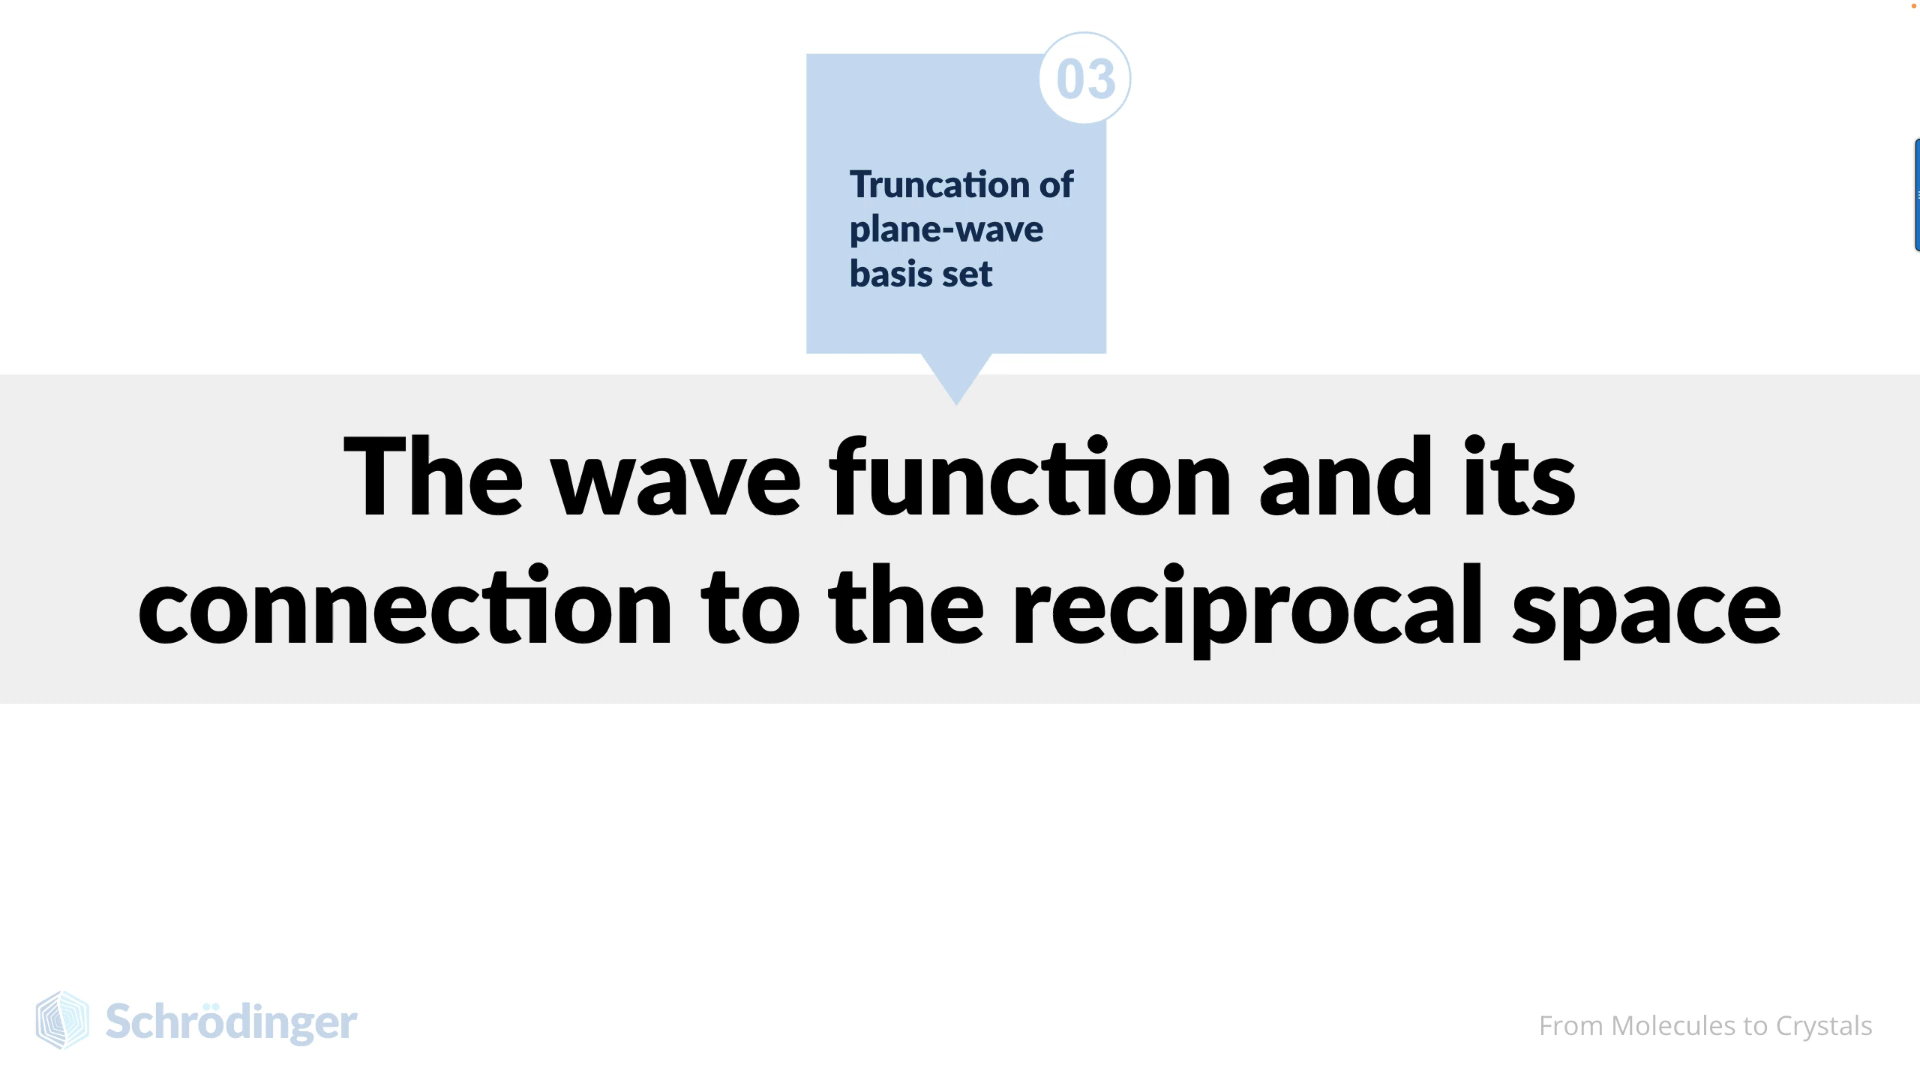 03
Truncation of
plane-wave
basis set
The wave function and its
connection to the reciprocal space
Schrödinger
From Molecules to Crystals